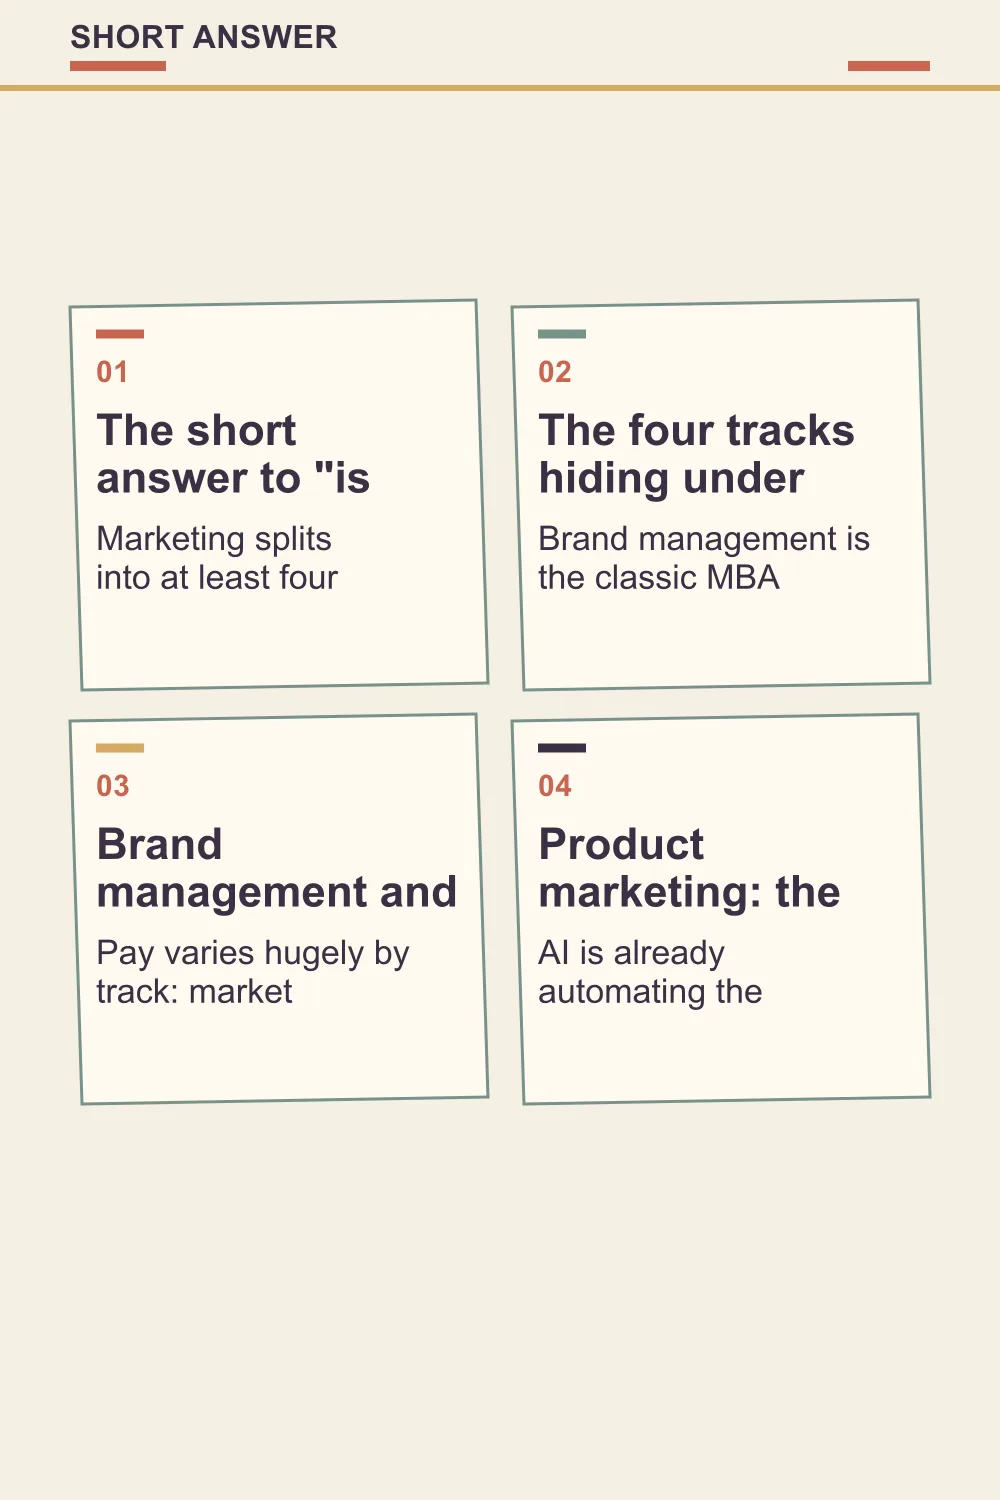 SHORT ANSWER
01
The short
answer to "is
Marketing splits
into at least four
02
The four tracks
hiding under
Brand management is
the classic MBA
03
Brand
management and
Pay varies hugely by
track: market
04
Product
marketing: the
AI is already
automating the